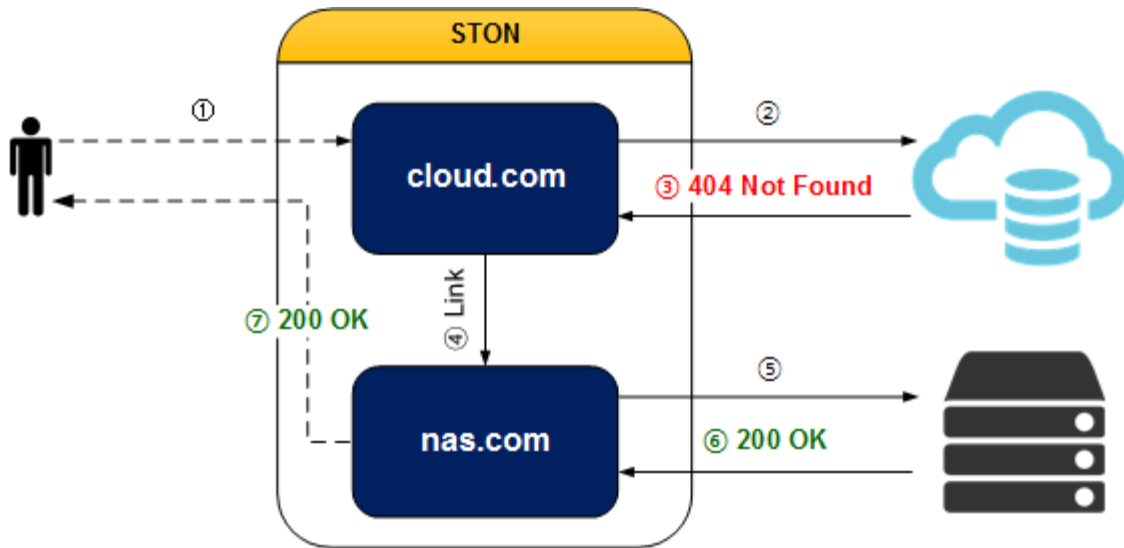 STON
①
②
cloud.com
③ 404 Not Found
④ Link
⑦ 200 OK
⑤
nas.com
⑥ 200 OK